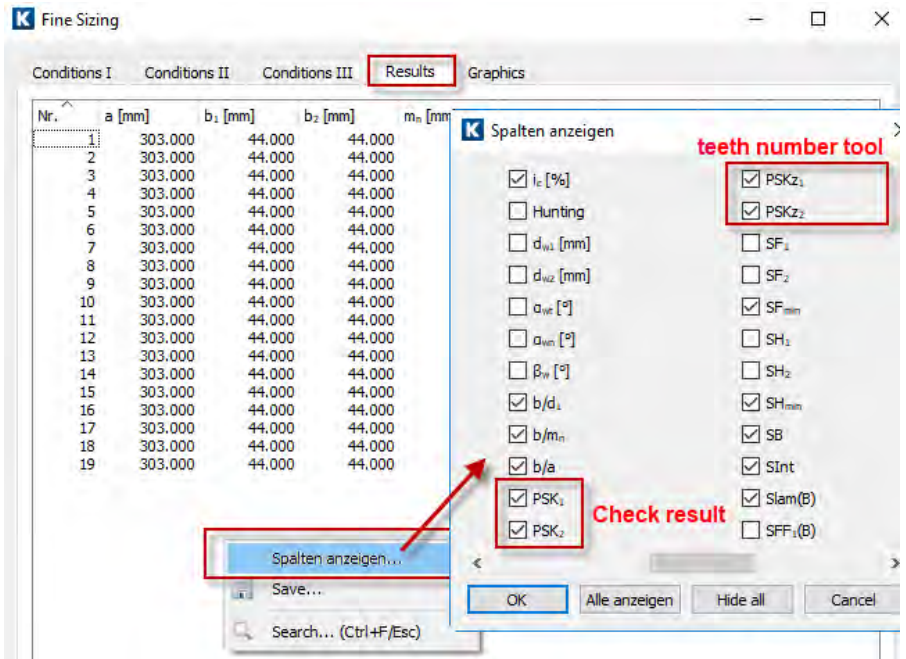 Fine Sizing
Conditions I Conditions II Conditions III Results Graphics
Nr. a [mm] b₁ [mm] b₂ [mm] mₙ [mm
1 303.000 44.000 44.000
2 303.000 44.000 44.000
3 303.000 44.000 44.000
4 303.000 44.000 44.000
5 303.000 44.000 44.000
6 303.000 44.000 44.000
7 303.000 44.000 44.000
8 303.000 44.000 44.000
9 303.000 44.000 44.000
10 303.000 44.000 44.000
11 303.000 44.000 44.000
12 303.000 44.000 44.000
13 303.000 44.000 44.000
14 303.000 44.000 44.000
15 303.000 44.000 44.000
16 303.000 44.000 44.000
17 303.000 44.000 44.000
18 303.000 44.000 44.000
19 303.000 44.000 44.000
Spalten anzeigen...
Save...
Search... (Ctrl+F/Esc)
Spalten anzeigen
teeth number tool
i꜀ [%]
Hunting
d_w1 [mm]
d_w2 [mm]
α_wt [°]
α_wn [°]
β_w [°]
b/d₁
b/mₙ
b/a
PSK₁
PSK₂
Check result
PSKz₁
PSKz₂
SF₁
SF₂
SFₘᵢₙ
SH₁
SH₂
SHₘᵢₙ
SB
SInt
Slam(B)
SFF₁(B)
OK Alle anzeigen Hide all Cancel